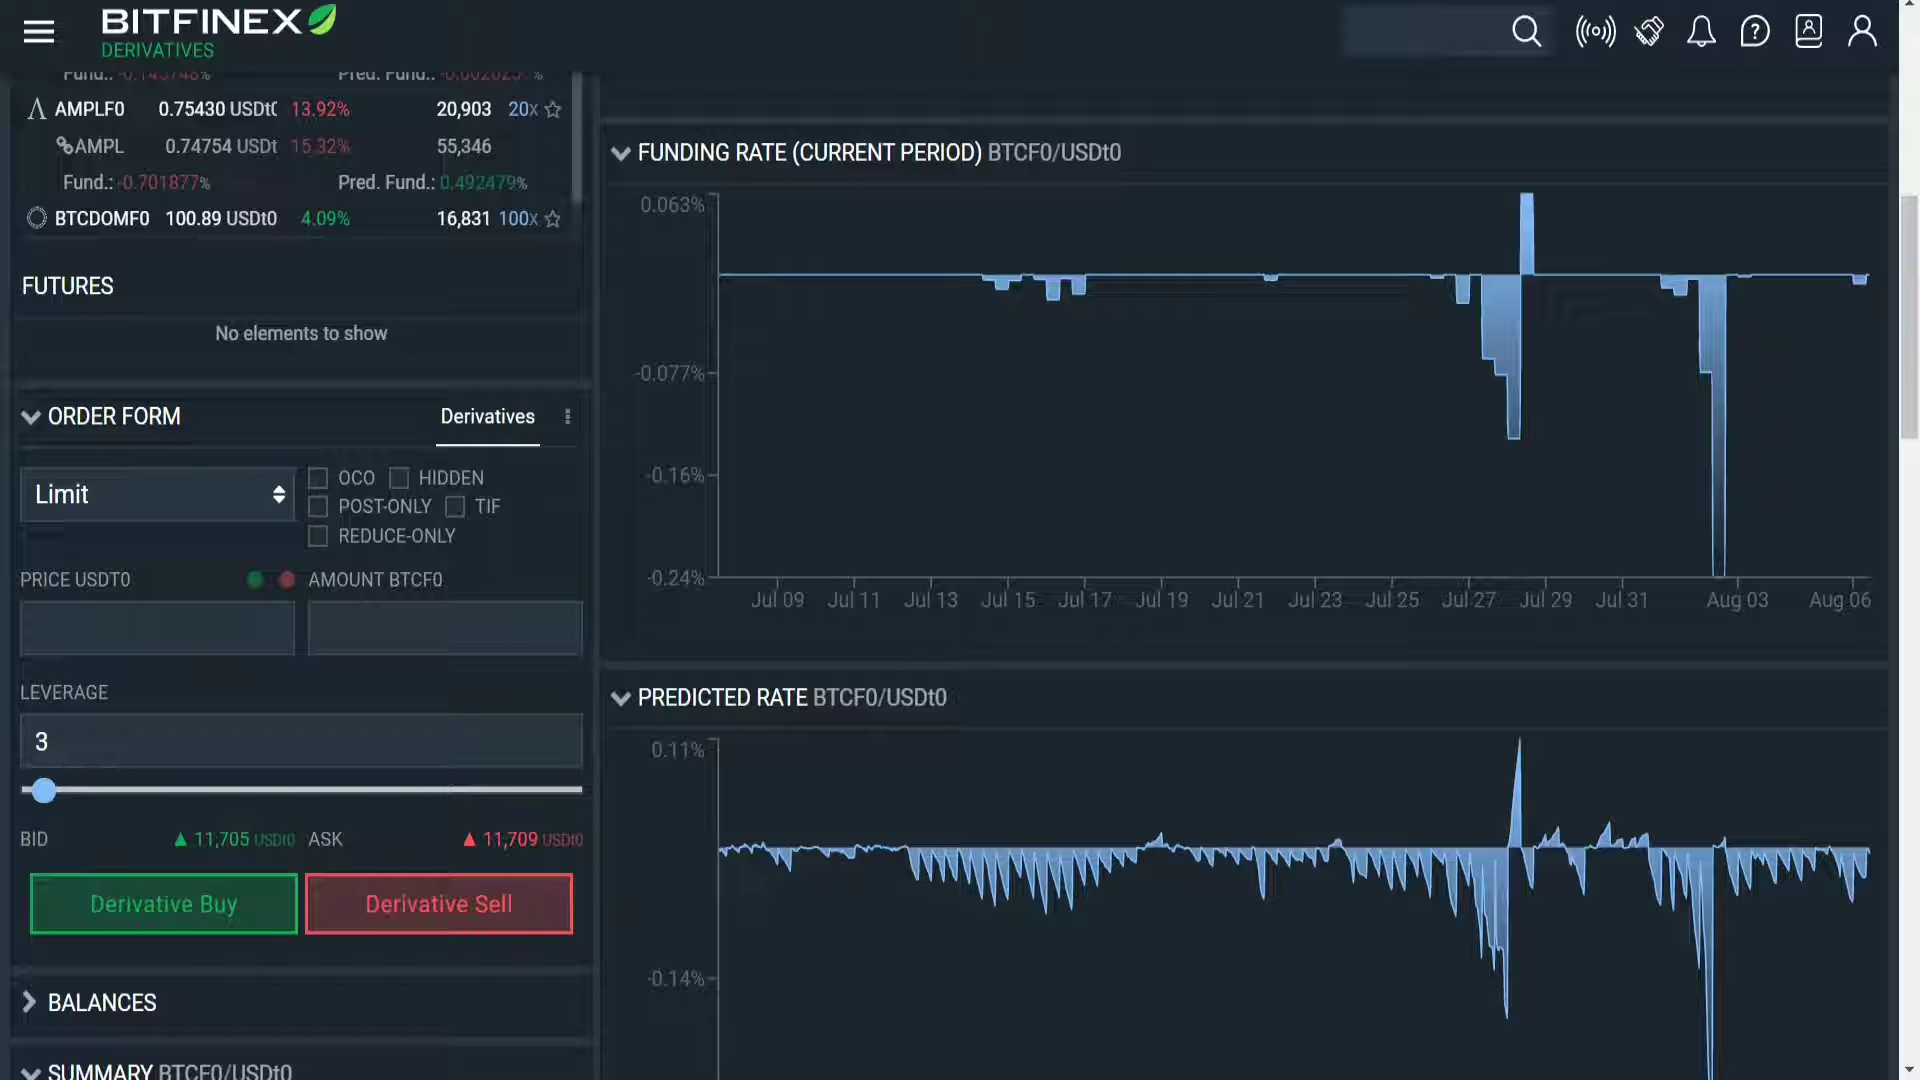 BITFINEX
DERIVATIVES
Fund.: -0.145748% Pred. Fund.:
AMPLF0 0.75430 USDt0 13.92% 20,903 20x
AMPL 0.74754 USDt 15.32% 55,346
Fund.: -0.701877% Pred. Fund.: 0.492479%
BTCDOMF0 100.89 USDt0 4.09% 16,831 100x
FUTURES
No elements to show
ORDER FORM Derivatives
Limit
OCO HIDDEN
POST-ONLY TIF
REDUCE-ONLY
PRICE USDT0 AMOUNT BTCF0
LEVERAGE
3
BID 11,705 USDt0 ASK 11,709 USDt0
Derivative Buy Derivative Sell
BALANCES
SUMMARY BTCF0/USDt0
FUNDING RATE (CURRENT PERIOD) BTCF0/USDt0
0.063%
-0.077%
-0.16%
-0.24%
Jul 09 Jul 11 Jul 13 Jul 15 Jul 17 Jul 19 Jul 21 Jul 23 Jul 25 Jul 27 Jul 29 Jul 31 Aug 03 Aug 06
PREDICTED RATE BTCF0/USDt0
0.11%
-0.14%